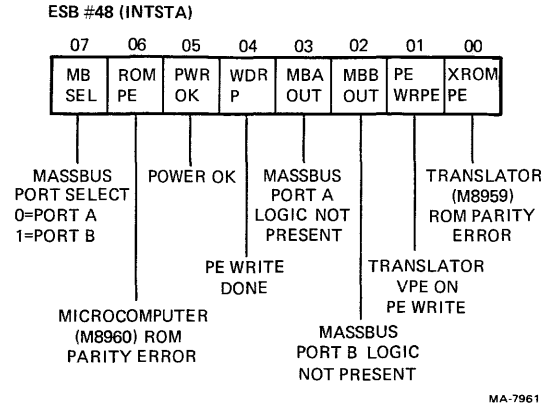 ESB #48 (INTSTA)
07 06 05 04 03 02 01 00
MB SEL
ROM PE
PWR OK
WDR P
MBA OUT
MBB OUT
PE WRPE
XROM PE
MASSBUS
PORT SELECT
0=PORT A
1=PORT B
POWER OK
MASSBUS
PORT A
LOGIC NOT
PRESENT
TRANSLATOR
(M8959)
ROM PARITY
ERROR
PE WRITE
DONE
TRANSLATOR
VPE ON
PE WRITE
MICROCOMPUTER
(M8960) ROM
PARITY ERROR
MASSBUS
PORT B LOGIC
NOT PRESENT
MA-7961